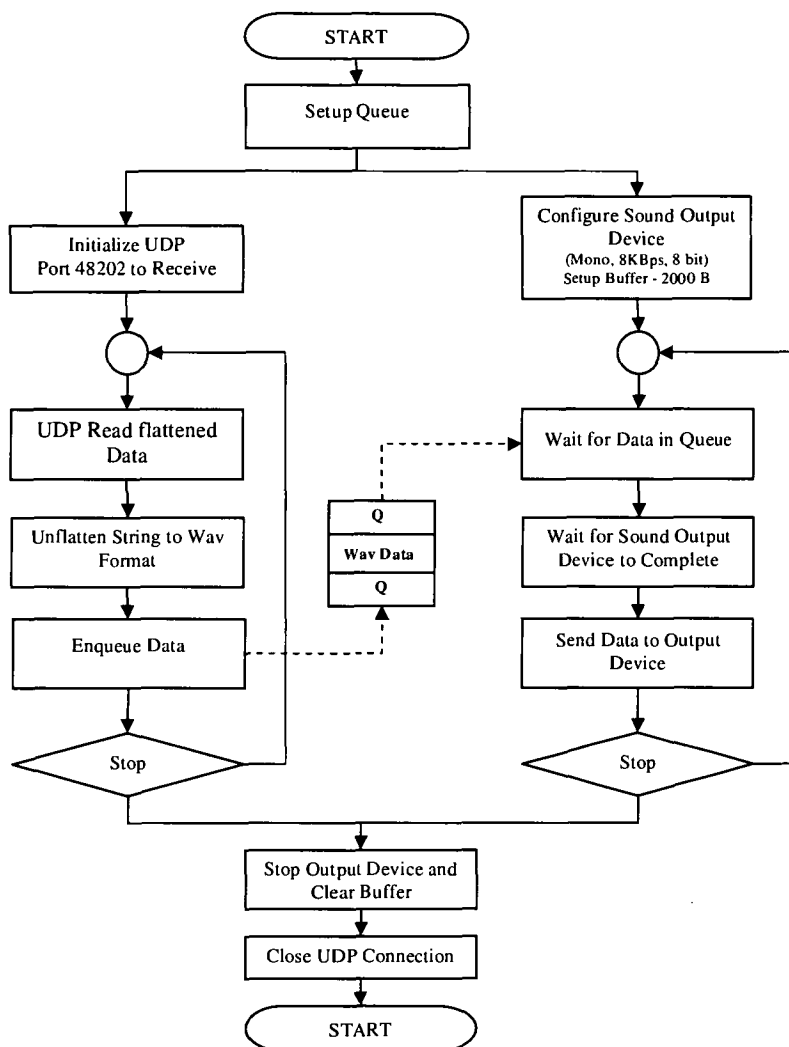 START
Setup Queue
Initialize UDP
Port 48202 to Receive
UDP Read flattened
Data
Unflatten String to Wav
Format
Enqueue Data
Stop
Q
Wav Data
Q
Configure Sound Output
Device
(Mono, 8KBps, 8 bit)
Setup Buffer - 2000 B
Wait for Data in Queue
Wait for Sound Output
Device to Complete
Send Data to Output
Device
Stop
Stop Output Device and
Clear Buffer
Close UDP Connection
START